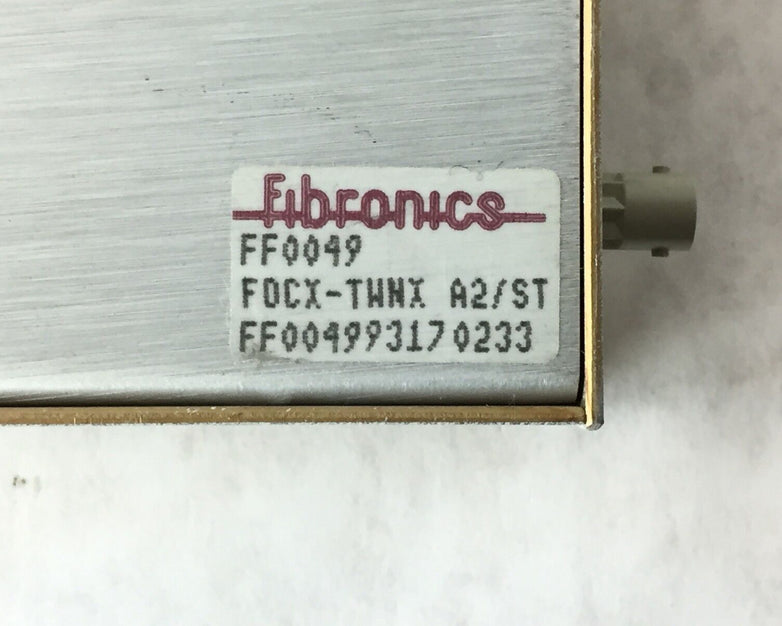 Fibronics
FF0049
FOCX-TWNX A2/ST
FF004993170233